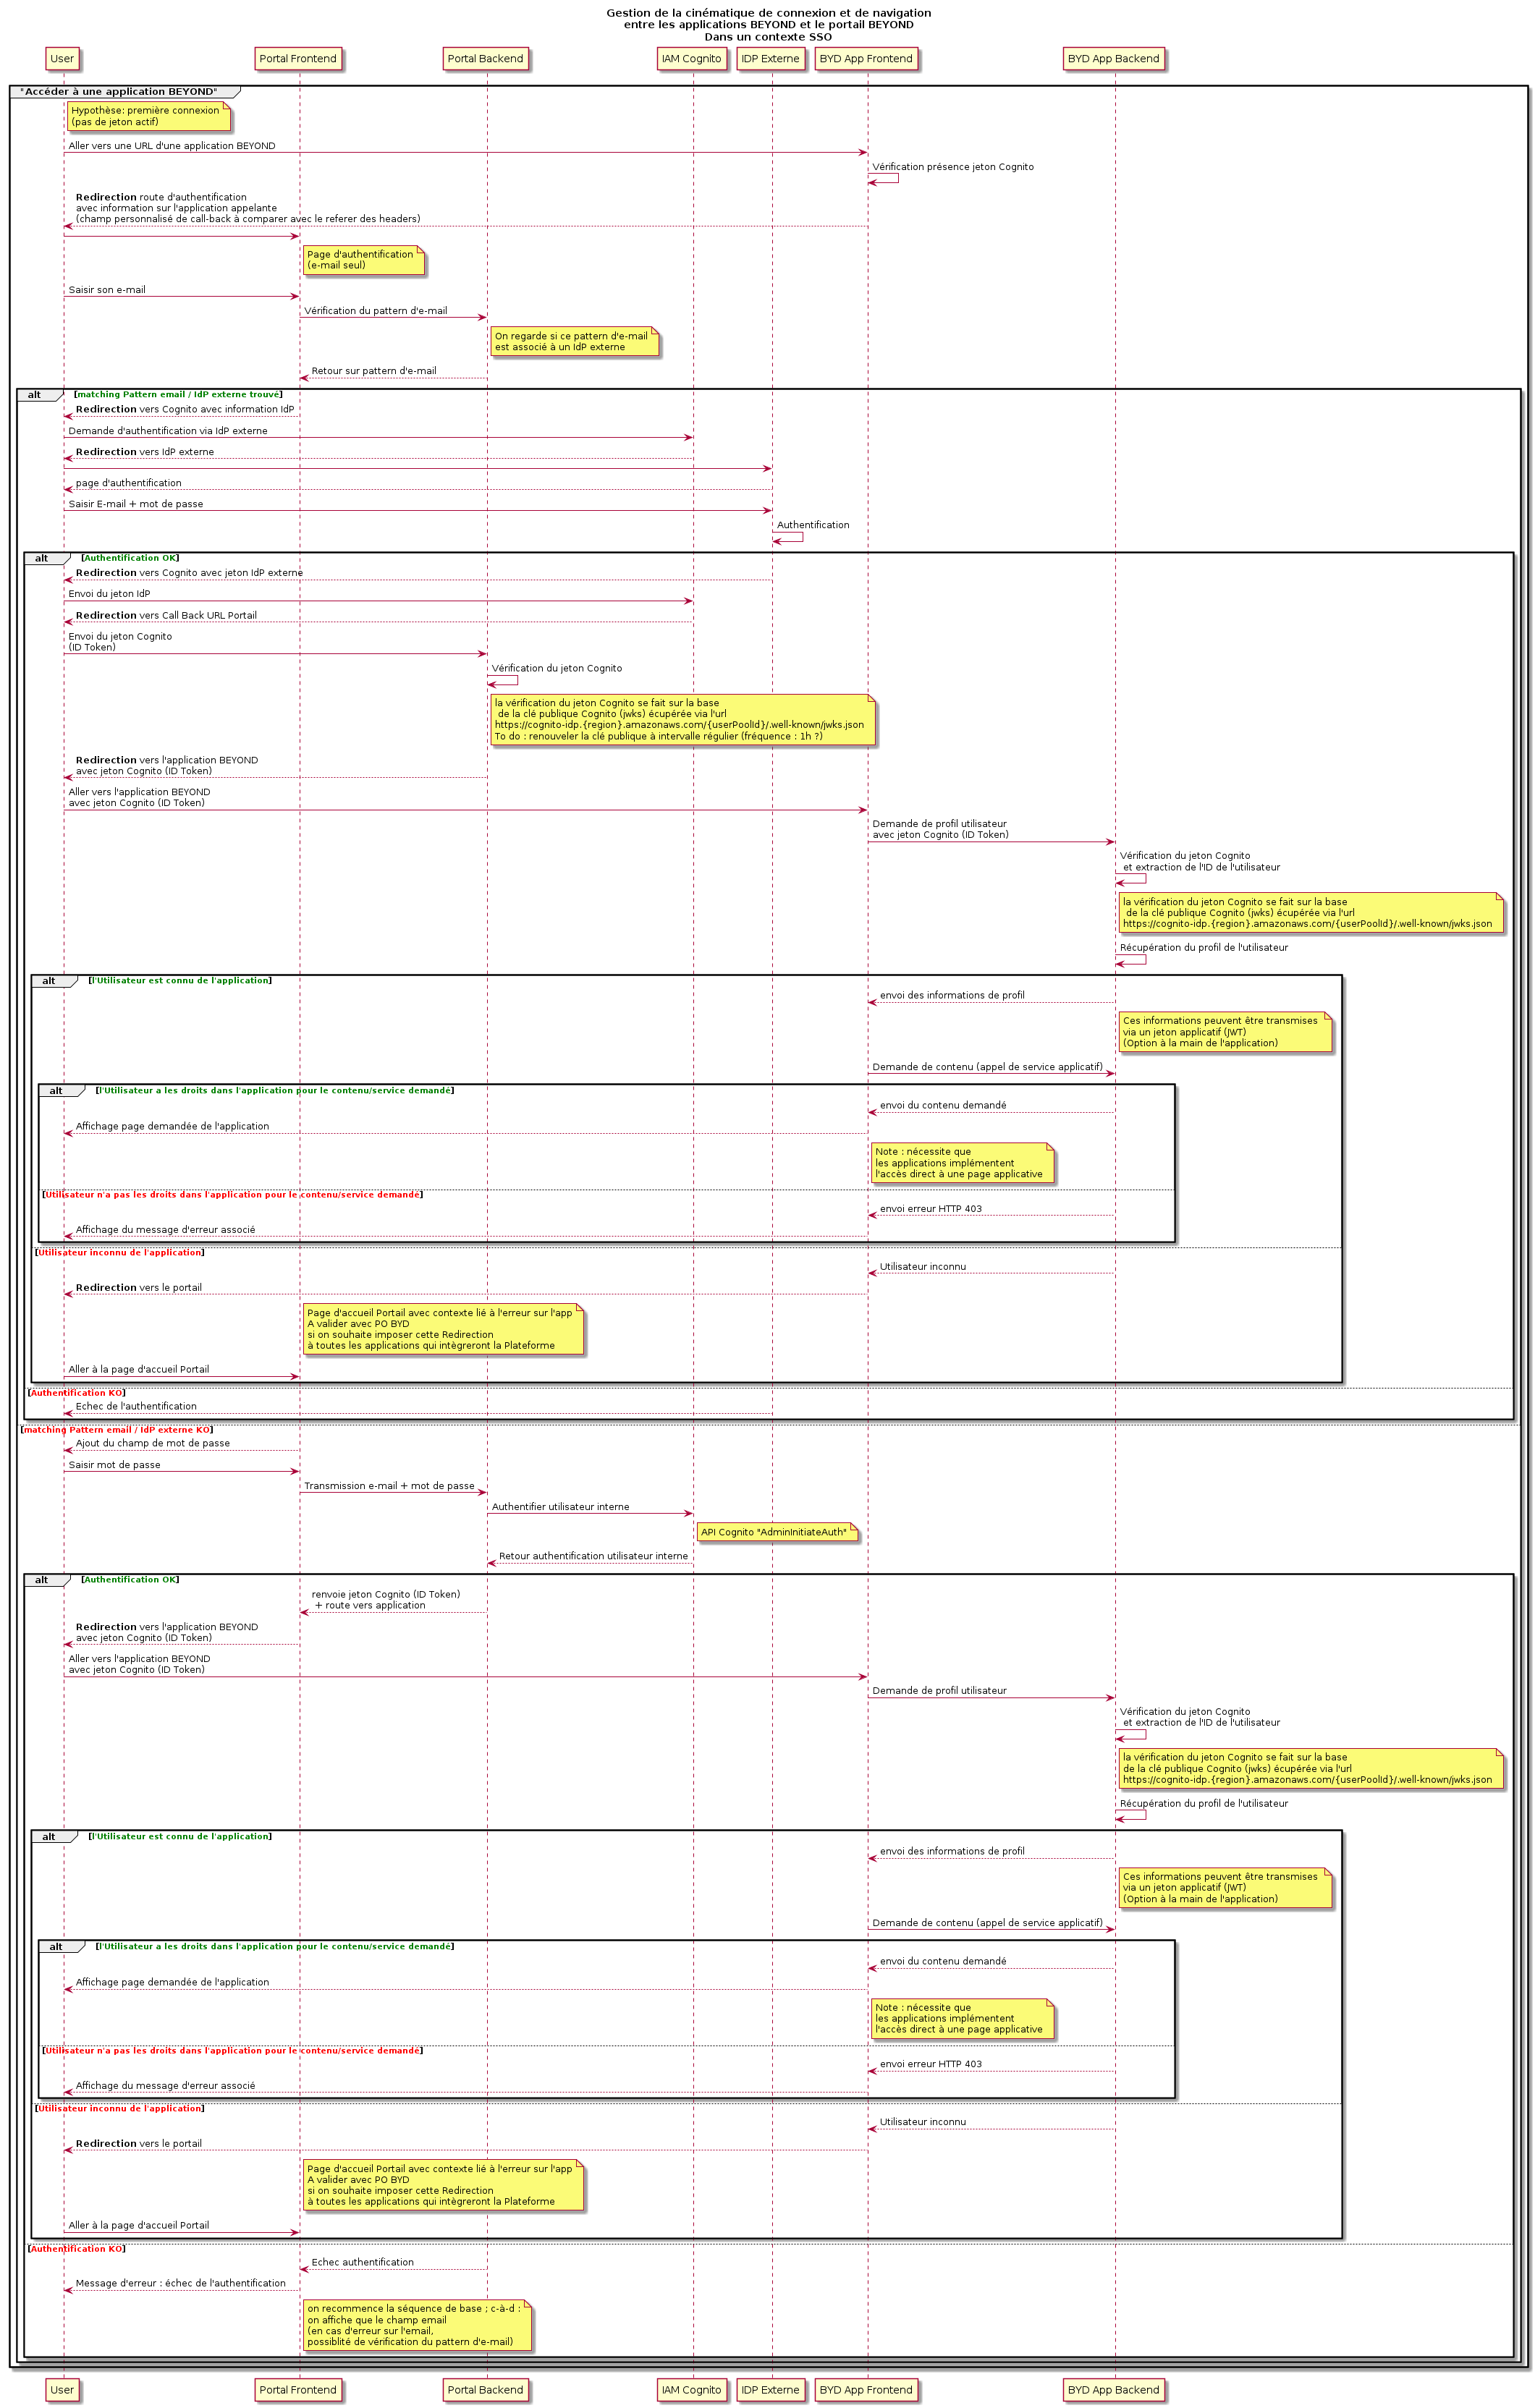 Gestion de la cinématique de connexion et de navigation
entre les applications BEYOND et le portail BEYOND
Dans un contexte SSO
User
Portal Frontend
Portal Backend
IAM Cognito
IDP Externe
BYD App Frontend
BYD App Backend
"Accéder à une application BEYOND"
Hypothèse: première connexion
(pas de jeton actif)
Aller vers une URL d'une application BEYOND
Vérification présence jeton Cognito
Redirection route d'authentification
avec information sur l'application appelante
(champ personnalisé de call-back à comparer avec le referer des headers)
Page d'authentification
(e-mail seul)
Saisir son e-mail
Vérification du pattern d'e-mail
On regarde si ce pattern d'e-mail
est associé à un IdP externe
Retour sur pattern d'e-mail
alt [matching Pattern email / IdP externe trouvé]
Redirection vers Cognito avec information IdP
Demande d'authentification via IdP externe
Redirection vers IdP externe
page d'authentification
Saisir E-mail + mot de passe
Authentification
alt [Authentification OK]
Redirection vers Cognito avec jeton IdP externe
Envoi du jeton IdP
Redirection vers Call Back URL Portail
Envoi du jeton Cognito
(ID Token)
Vérification du jeton Cognito
la vérification du jeton Cognito se fait sur la base
de la clé publique Cognito (jwks) écupérée via l'url
https://cognito-idp.{region}.amazonaws.com/{userPoolId}/.well-known/jwks.json
To do : renouveler la clé publique à intervalle régulier (fréquence : 1h ?)
Redirection vers l'application BEYOND
avec jeton Cognito (ID Token)
Aller vers l'application BEYOND
avec jeton Cognito (ID Token)
Demande de profil utilisateur
avec jeton Cognito (ID Token)
Vérification du jeton Cognito
et extraction de l'ID de l'utilisateur
la vérification du jeton Cognito se fait sur la base
de la clé publique Cognito (jwks) écupérée via l'url
https://cognito-idp.{region}.amazonaws.com/{userPoolId}/.well-known/jwks.json
Récupération du profil de l'utilisateur
alt [l'Utilisateur est connu de l'application]
envoi des informations de profil
Ces informations peuvent être transmises
via un jeton applicatif (JWT)
(Option à la main de l'application)
Demande de contenu (appel de service applicatif)
alt [l'Utilisateur a les droits dans l'application pour le contenu/service demandé]
envoi du contenu demandé
Affichage page demandée de l'application
Note : nécessite que
les applications implémentent
l'accès direct à une page applicative
[Utilisateur n'a pas les droits dans l'application pour le contenu/service demandé]
envoi erreur HTTP 403
Affichage du message d'erreur associé
[Utilisateur inconnu de l'application]
Utilisateur inconnu
Redirection vers le portail
Page d'accueil Portail avec contexte lié à l'erreur sur l'app
A valider avec PO BYD
si on souhaite imposer cette Redirection
à toutes les applications qui intègreront la Plateforme
Aller à la page d'accueil Portail
[Authentification KO]
Echec de l'authentification
[matching Pattern email / IdP externe KO]
Ajout du champ de mot de passe
Saisir mot de passe
Transmission e-mail + mot de passe
Authentifier utilisateur interne
API Cognito "AdminInitiateAuth"
Retour authentification utilisateur interne
alt [Authentification OK]
renvoie jeton Cognito (ID Token)
+ route vers application
Redirection vers l'application BEYOND
avec jeton Cognito (ID Token)
Aller vers l'application BEYOND
avec jeton Cognito (ID Token)
Demande de profil utilisateur
Vérification du jeton Cognito
et extraction de l'ID de l'utilisateur
la vérification du jeton Cognito se fait sur la base
de la clé publique Cognito (jwks) écupérée via l'url
https://cognito-idp.{region}.amazonaws.com/{userPoolId}/.well-known/jwks.json
Récupération du profil de l'utilisateur
alt [l'Utilisateur est connu de l'application]
envoi des informations de profil
Ces informations peuvent être transmises
via un jeton applicatif (JWT)
(Option à la main de l'application)
Demande de contenu (appel de service applicatif)
alt [l'Utilisateur a les droits dans l'application pour le contenu/service demandé]
envoi du contenu demandé
Affichage page demandée de l'application
Note : nécessite que
les applications implémentent
l'accès direct à une page applicative
[Utilisateur n'a pas les droits dans l'application pour le contenu/service demandé]
envoi erreur HTTP 403
Affichage du message d'erreur associé
[Utilisateur inconnu de l'application]
Utilisateur inconnu
Redirection vers le portail
Page d'accueil Portail avec contexte lié à l'erreur sur l'app
A valider avec PO BYD
si on souhaite imposer cette Redirection
à toutes les applications qui intègreront la Plateforme
Aller à la page d'accueil Portail
[Authentification KO]
Echec authentification
Message d'erreur : échec de l'authentification
on recommence la séquence de base ; c-à-d :
on affiche que le champ email
(en cas d'erreur sur l'email,
possiblité de vérification du pattern d'e-mail)
User
Portal Frontend
Portal Backend
IAM Cognito
IDP Externe
BYD App Frontend
BYD App Backend